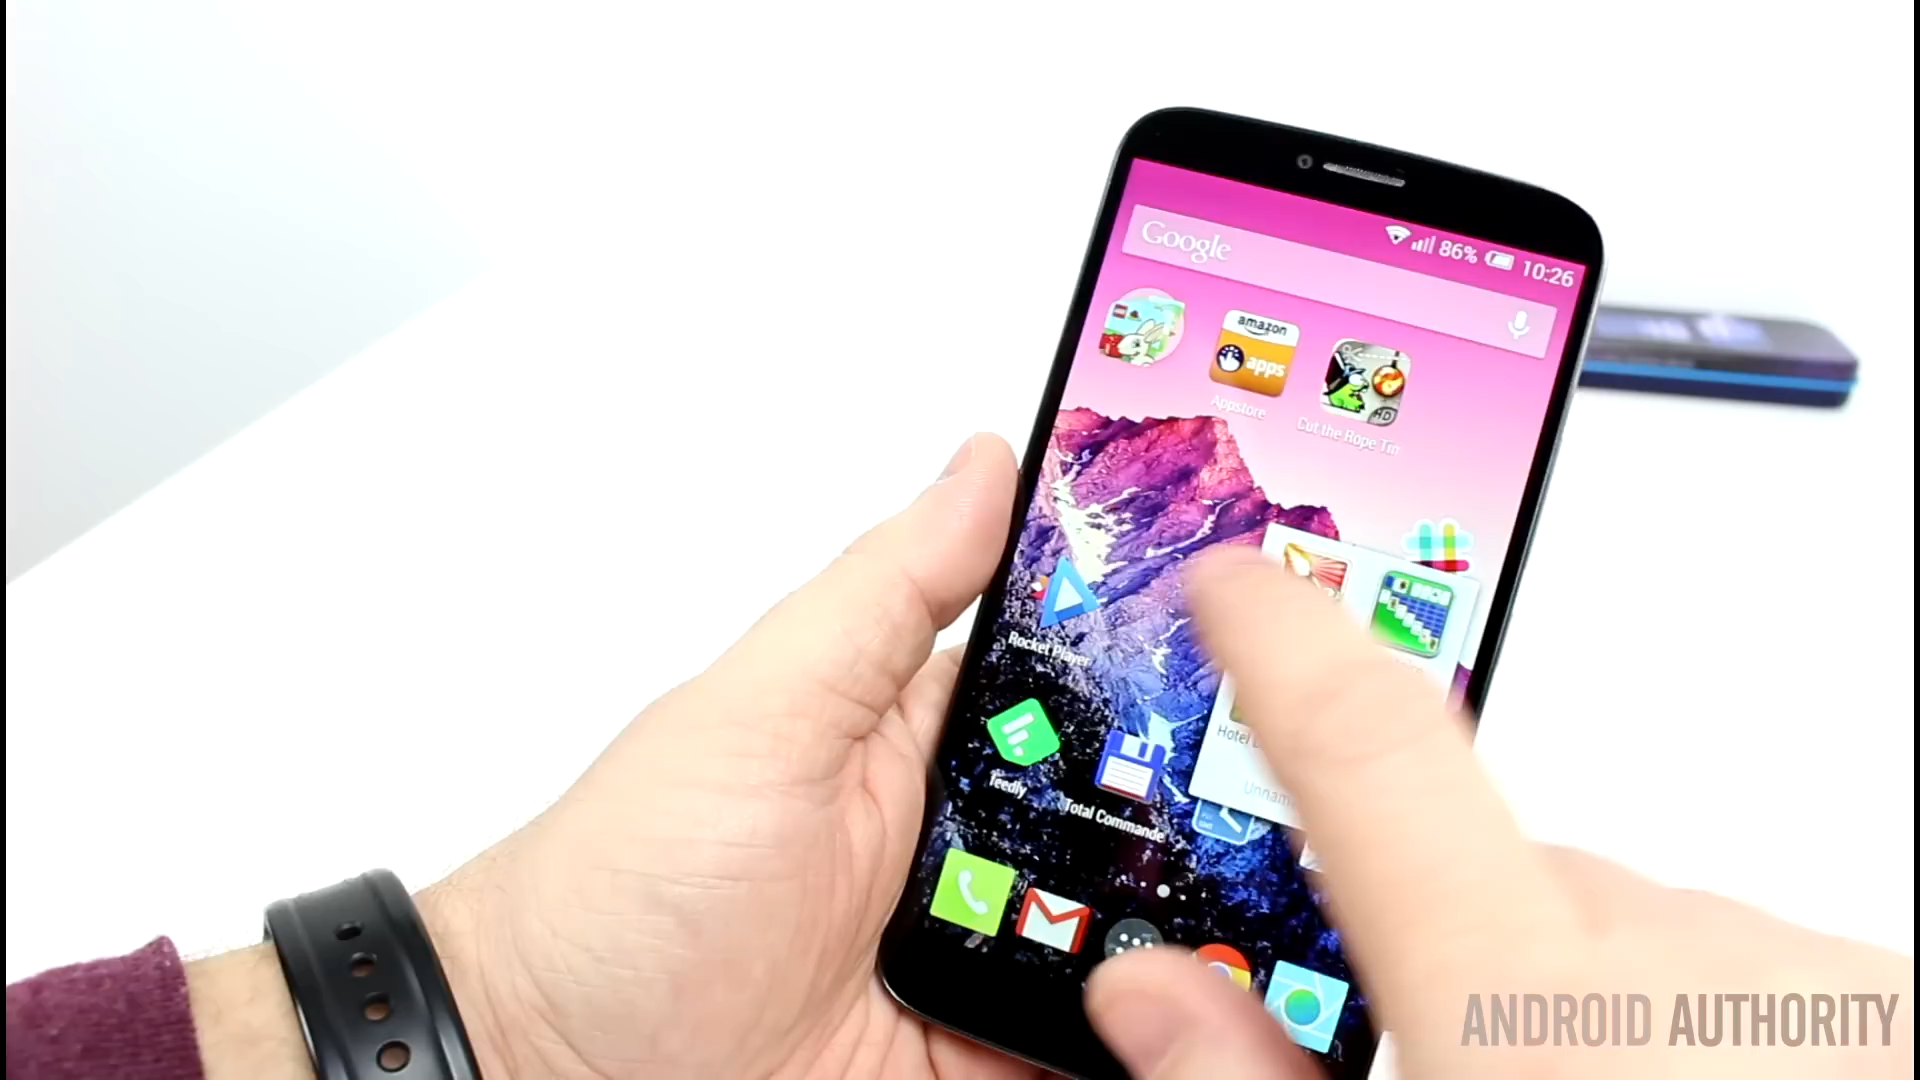 86% 10:26
Google
amazon
apps
Appstore
HD
Cut the Rope Tim
Rocket Player
Hotel
feedly
Total Commande
ANDROID AUTHORITY